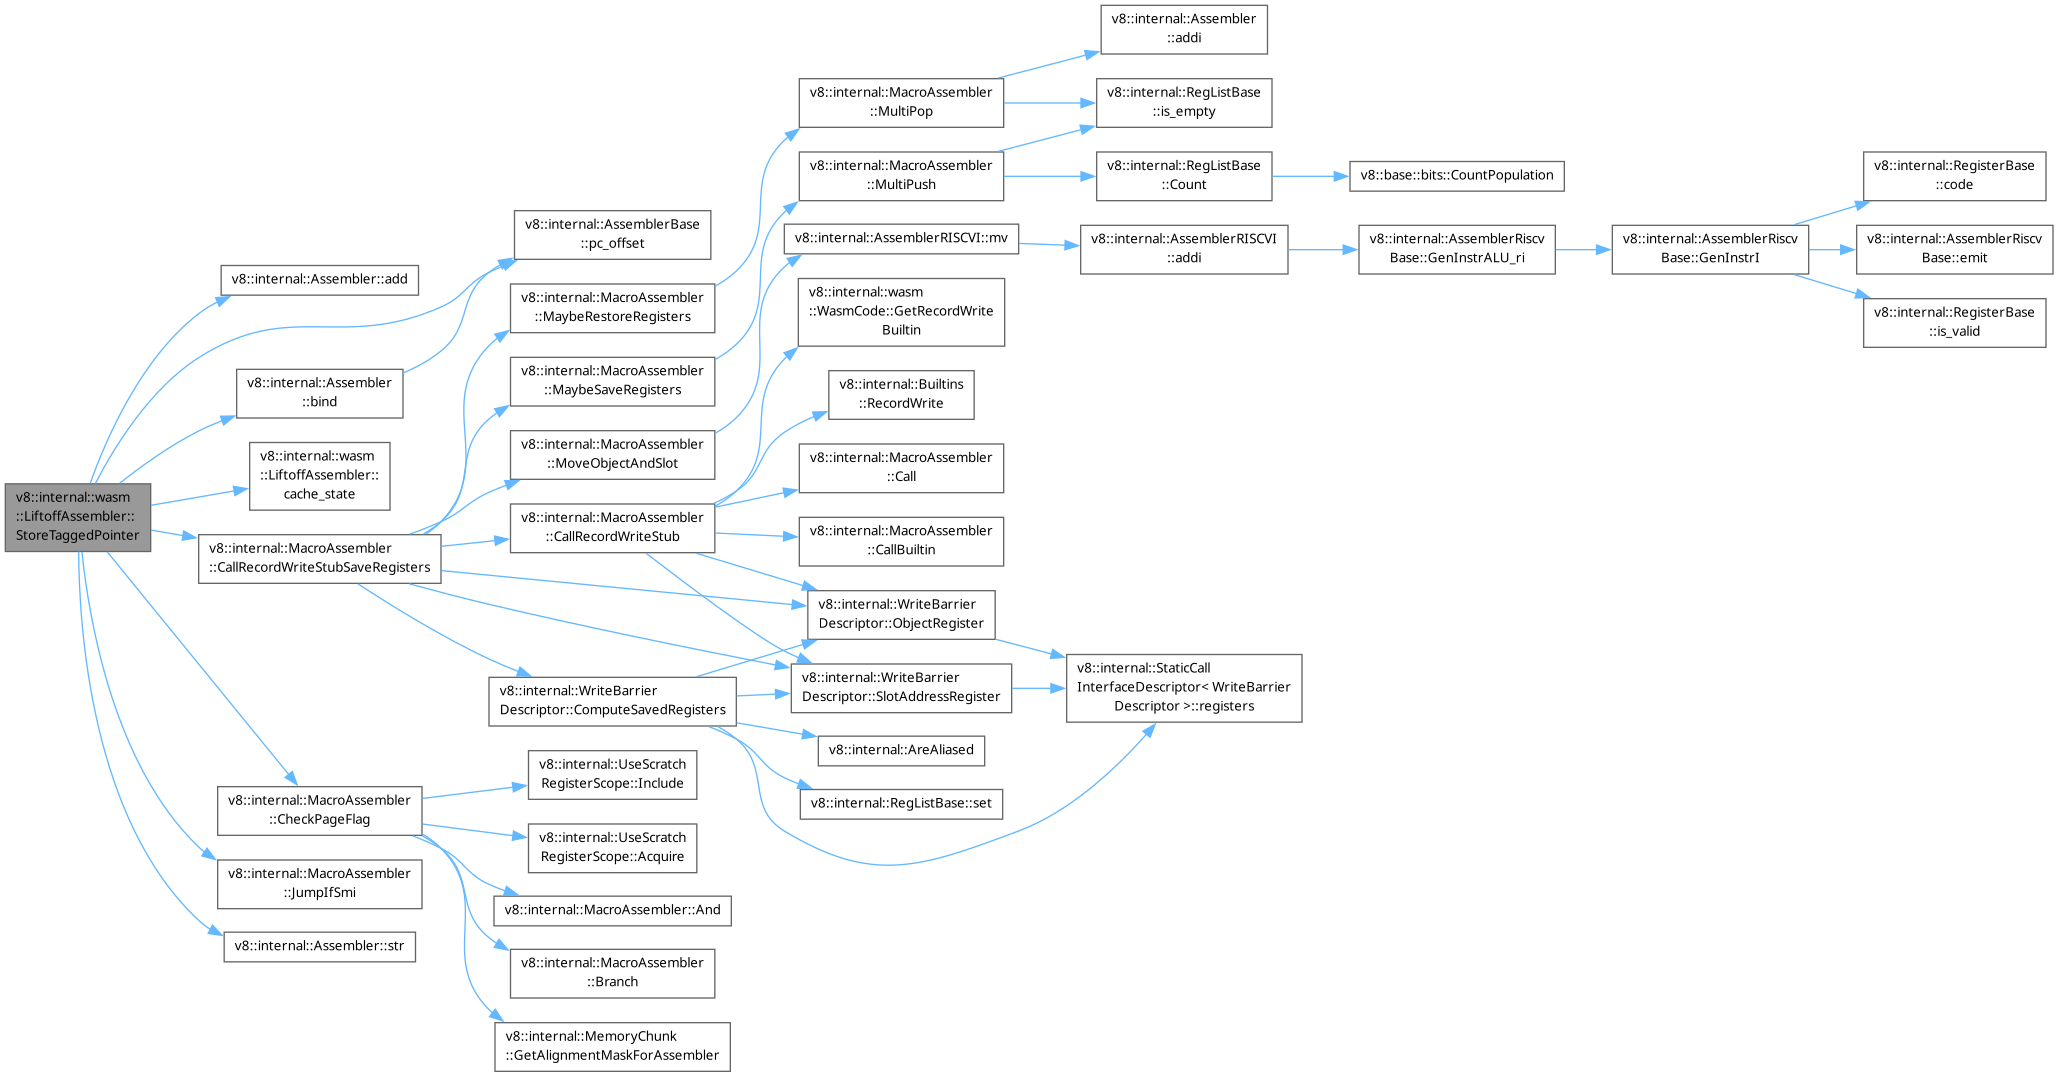 v8::internal::wasm
::LiftoffAssembler::
StoreTaggedPointer
v8::internal::Assembler::add
v8::internal::Assembler
::bind
v8::internal::wasm
::LiftoffAssembler::
cache_state
v8::internal::MacroAssembler
::CallRecordWriteStubSaveRegisters
v8::internal::MacroAssembler
::CheckPageFlag
v8::internal::MacroAssembler
::JumpIfSmi
v8::internal::Assembler::str
v8::internal::AssemblerBase
::pc_offset
v8::internal::MacroAssembler
::MaybeRestoreRegisters
v8::internal::MacroAssembler
::MaybeSaveRegisters
v8::internal::MacroAssembler
::MoveObjectAndSlot
v8::internal::MacroAssembler
::CallRecordWriteStub
v8::internal::WriteBarrier
Descriptor::ComputeSavedRegisters
v8::internal::UseScratch
RegisterScope::Include
v8::internal::UseScratch
RegisterScope::Acquire
v8::internal::MacroAssembler::And
v8::internal::MacroAssembler
::Branch
v8::internal::MemoryChunk
::GetAlignmentMaskForAssembler
v8::internal::MacroAssembler
::MultiPop
v8::internal::MacroAssembler
::MultiPush
v8::internal::AssemblerRISCVI::mv
v8::internal::wasm
::WasmCode::GetRecordWrite
Builtin
v8::internal::Builtins
::RecordWrite
v8::internal::MacroAssembler
::Call
v8::internal::MacroAssembler
::CallBuiltin
v8::internal::WriteBarrier
Descriptor::ObjectRegister
v8::internal::WriteBarrier
Descriptor::SlotAddressRegister
v8::internal::AreAliased
v8::internal::RegListBase::set
v8::internal::Assembler
::addi
v8::internal::RegListBase
::is_empty
v8::internal::RegListBase
::Count
v8::internal::AssemblerRISCVI
::addi
v8::internal::StaticCall
InterfaceDescriptor< WriteBarrier
Descriptor >::registers
v8::base::bits::CountPopulation
v8::internal::AssemblerRiscv
Base::GenInstrALU_ri
v8::internal::AssemblerRiscv
Base::GenInstrI
v8::internal::RegisterBase
::code
v8::internal::AssemblerRiscv
Base::emit
v8::internal::RegisterBase
::is_valid